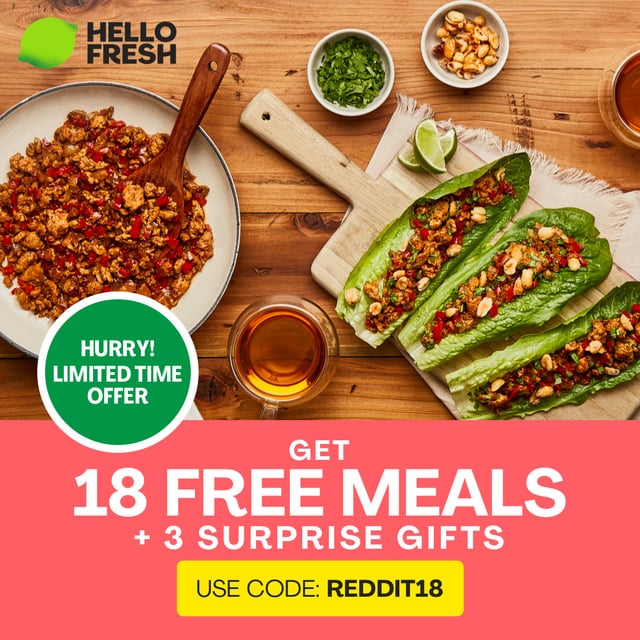 HELLO
FRESH
HURRY!
LIMITED TIME
OFFER
GET
18 FREE MEALS
+ 3 SURPRISE GIFTS
USE CODE: REDDIT18